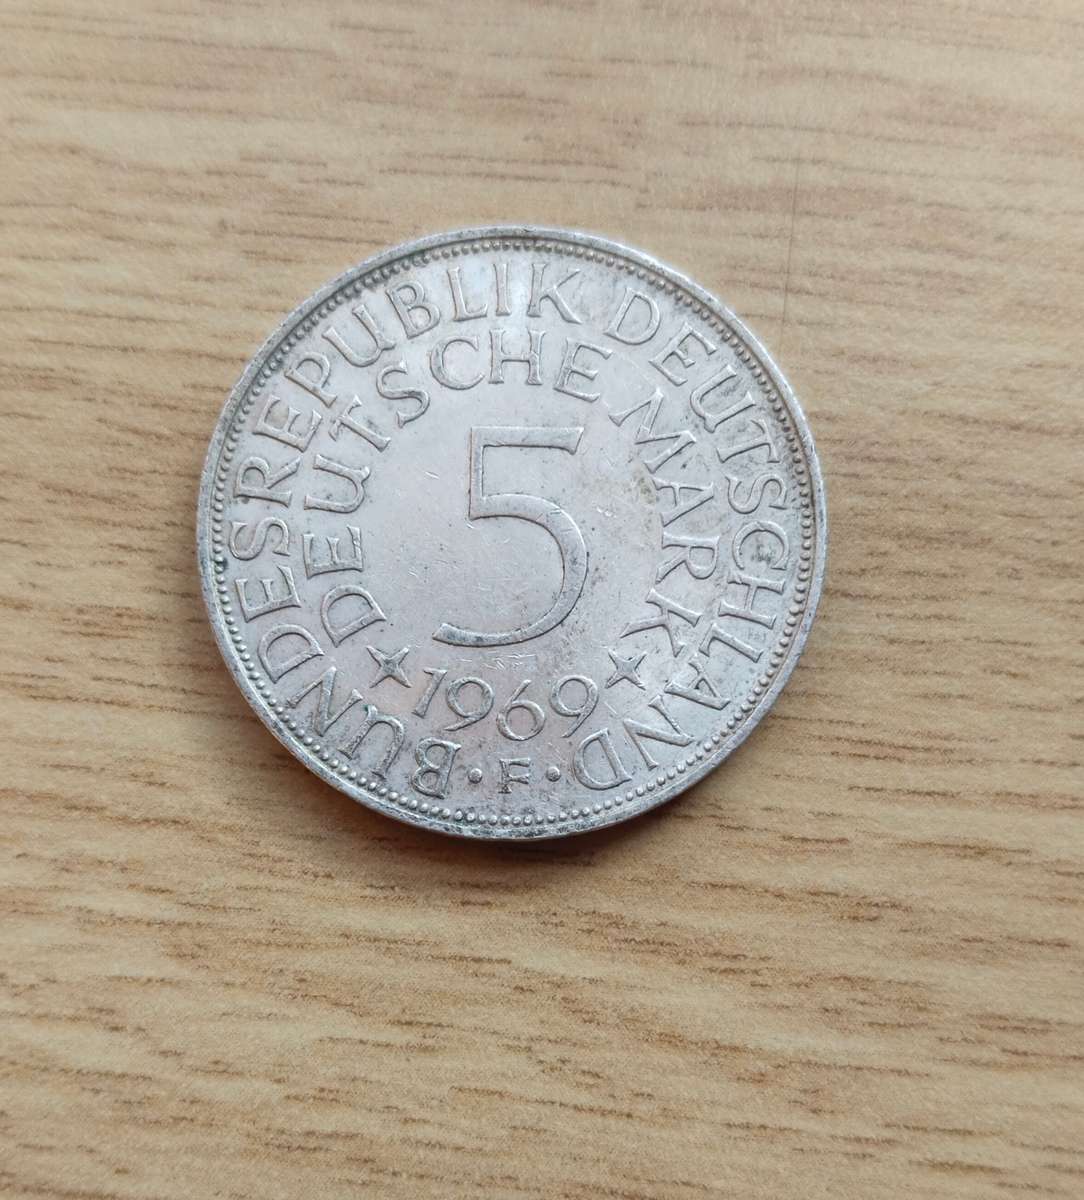 BUNDESREPUBLIK DEUTSCHLAND
DEUTSCHE MARK
5
1969
· F ·